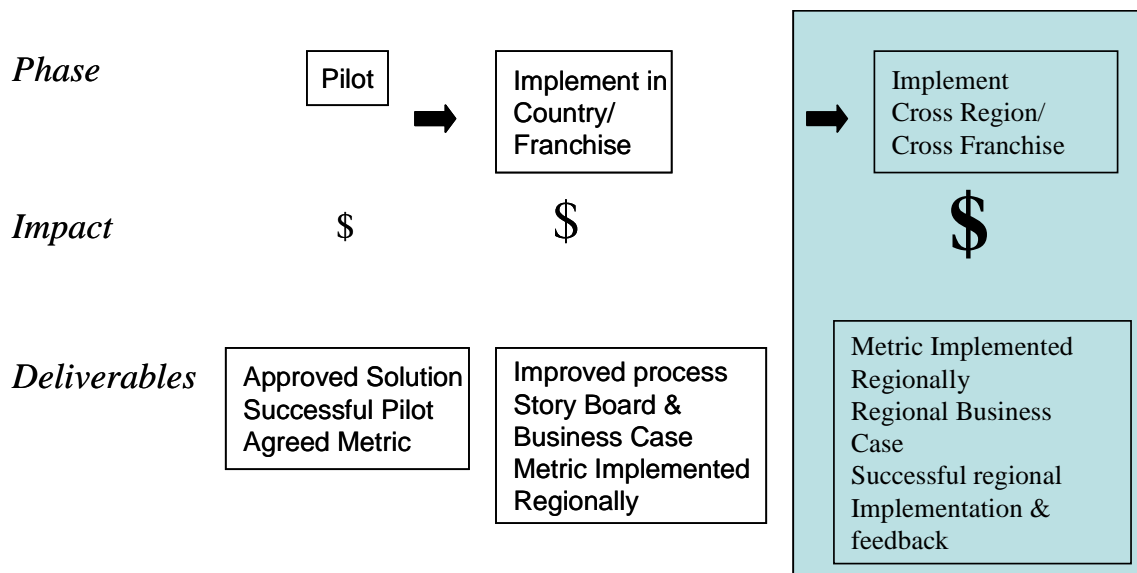 Phase
Pilot
Implement in
Country/
Franchise
Implement
Cross Region/
Cross Franchise
Impact
$
$
$
Deliverables
Approved Solution
Successful Pilot
Agreed Metric
Improved process
Story Board &
Business Case
Metric Implemented
Regionally
Metric Implemented
Regionally
Regional Business
Case
Successful regional
Implementation &
feedback